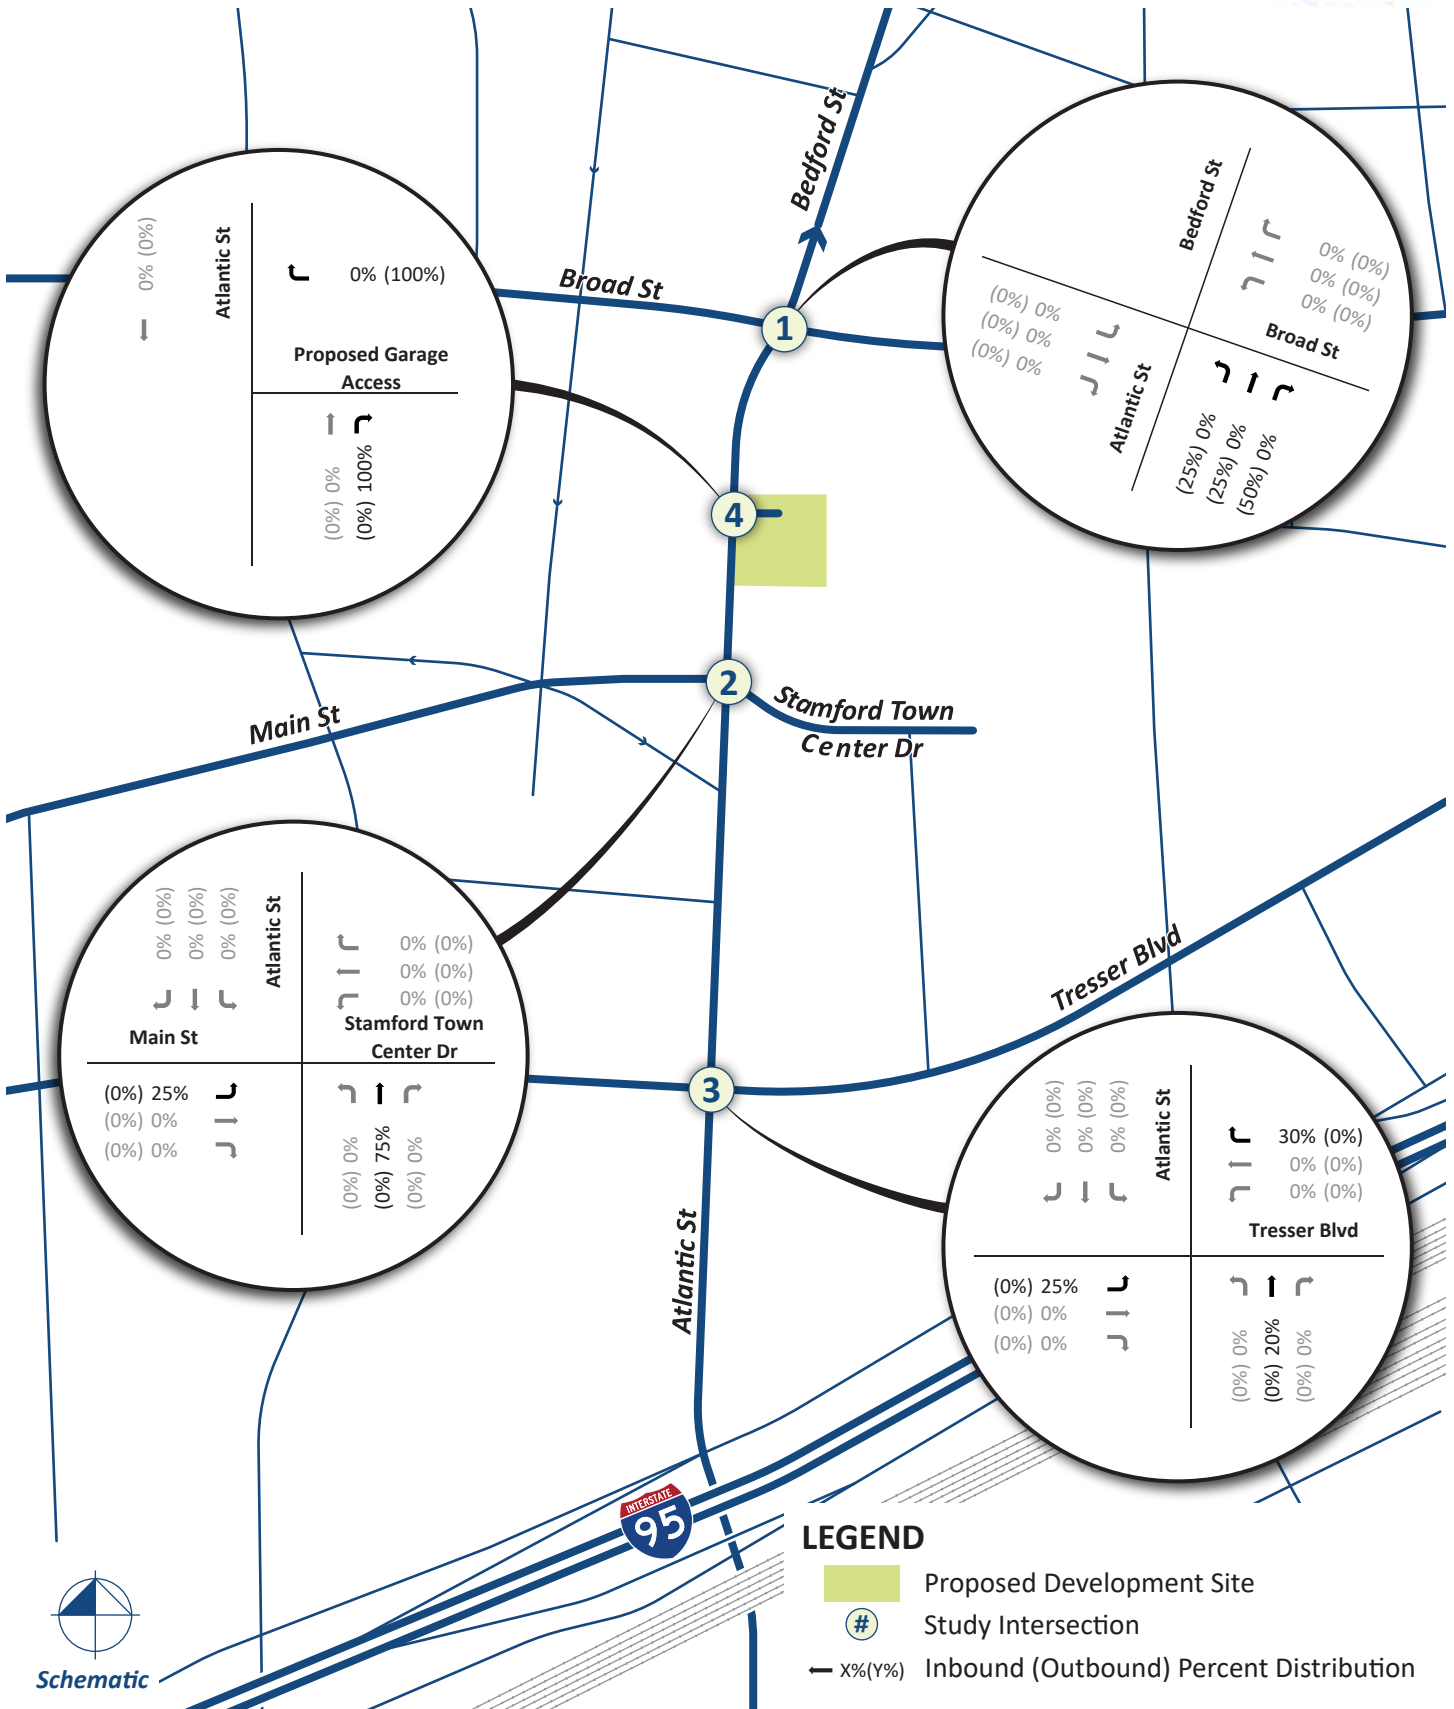 Bedford St
Broad St
1
4
2
3
Stamford Town
Center Dr
Main St
Tresser Blvd
Atlantic St
0% (0%)
Atlantic St
0% (100%)
Proposed Garage
Access
(0%) 0%
(0%) 100%
Bedford St
0% (0%)
0% (0%)
0% (0%)
Broad St
(0%) 0%
(0%) 0%
(0%) 0%
Atlantic St
(25%) 0%
(25%) 0%
(50%) 0%
0% (0%)
0% (0%)
0% (0%)
Atlantic St
0% (0%)
0% (0%)
0% (0%)
Main St
Stamford Town
Center Dr
(0%) 25%
(0%) 0%
(0%) 0%
(0%) 0%
(0%) 75%
(0%) 0%
0% (0%)
0% (0%)
0% (0%)
Atlantic St
30% (0%)
0% (0%)
0% (0%)
Tresser Blvd
(0%) 25%
(0%) 0%
(0%) 0%
(0%) 0%
(0%) 20%
(0%) 0%
INTERSTATE
95
Schematic
LEGEND
Proposed Development Site
# Study Intersection
X%(Y%) Inbound (Outbound) Percent Distribution